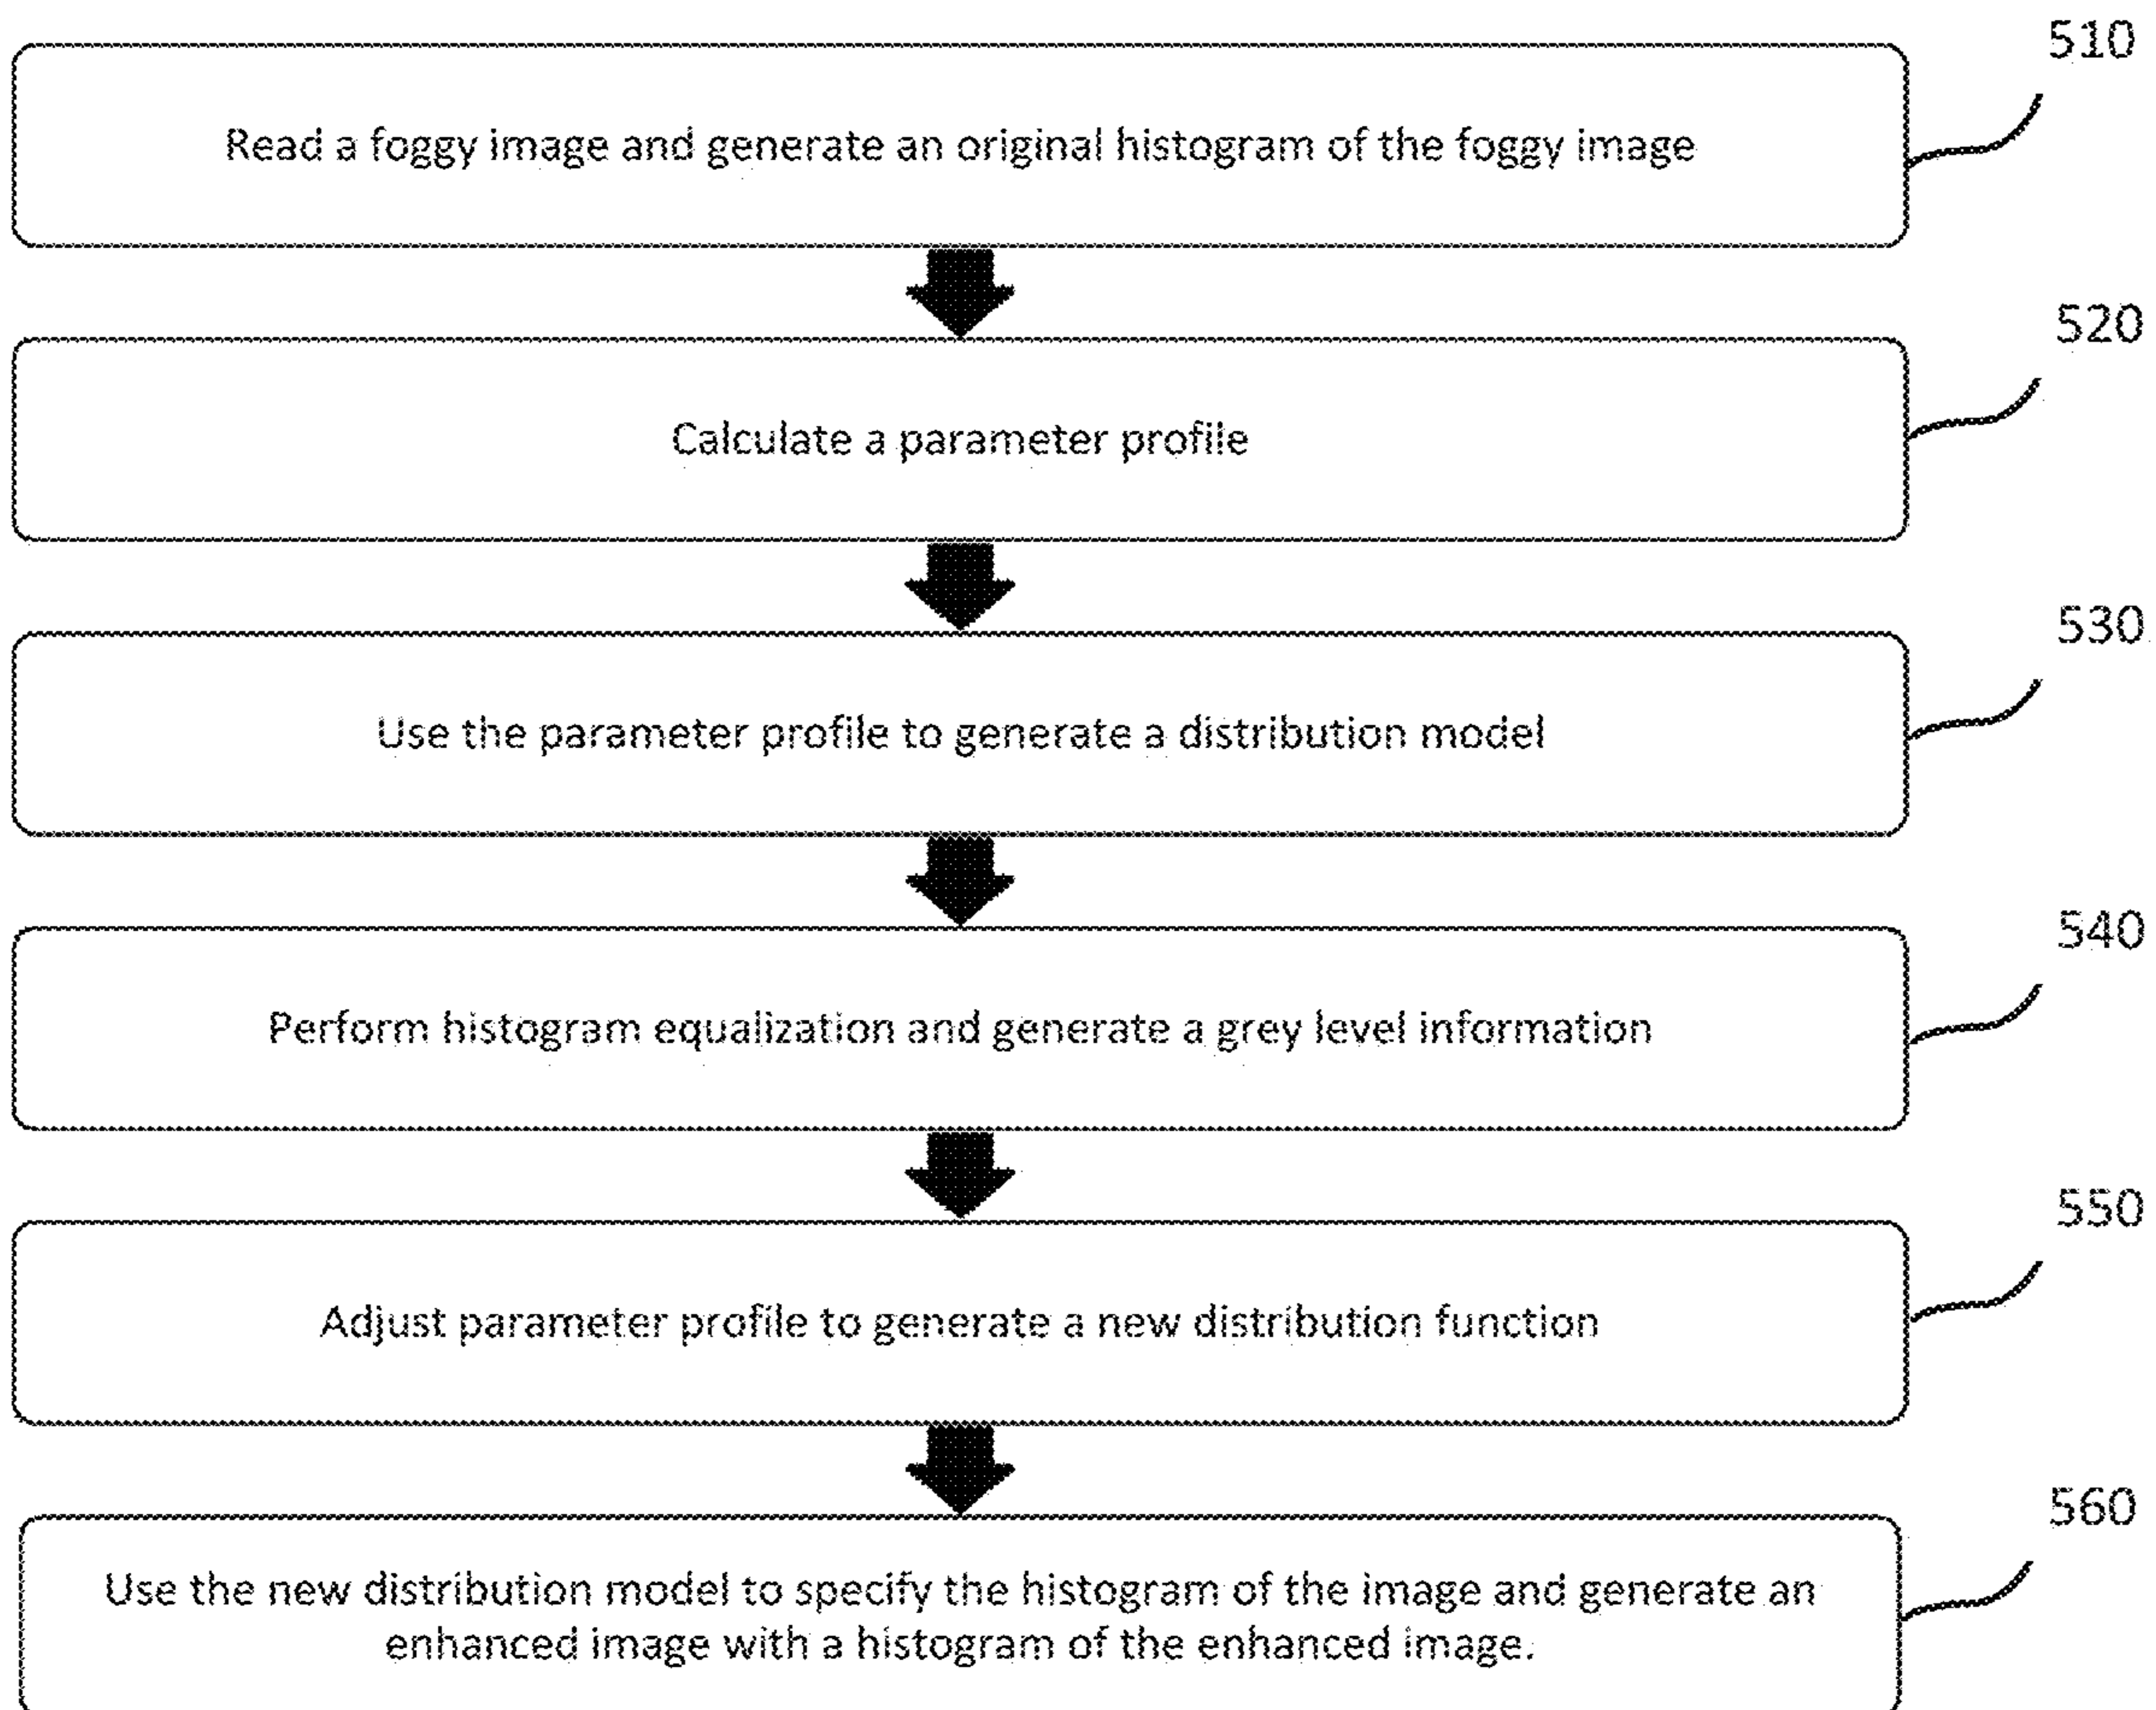 510
Read a foggy image and generate an original histogram of the foggy image
520
Calculate a parameter profile
530
Use the parameter profile to generate a distribution model
540
Perform histogram equalization and generate a grey level information
550
Adjust parameter profile to generate a new distribution function
560
Use the new distribution model to specify the histogram of the image and generate an
enhanced image with a histogram of the enhanced image.